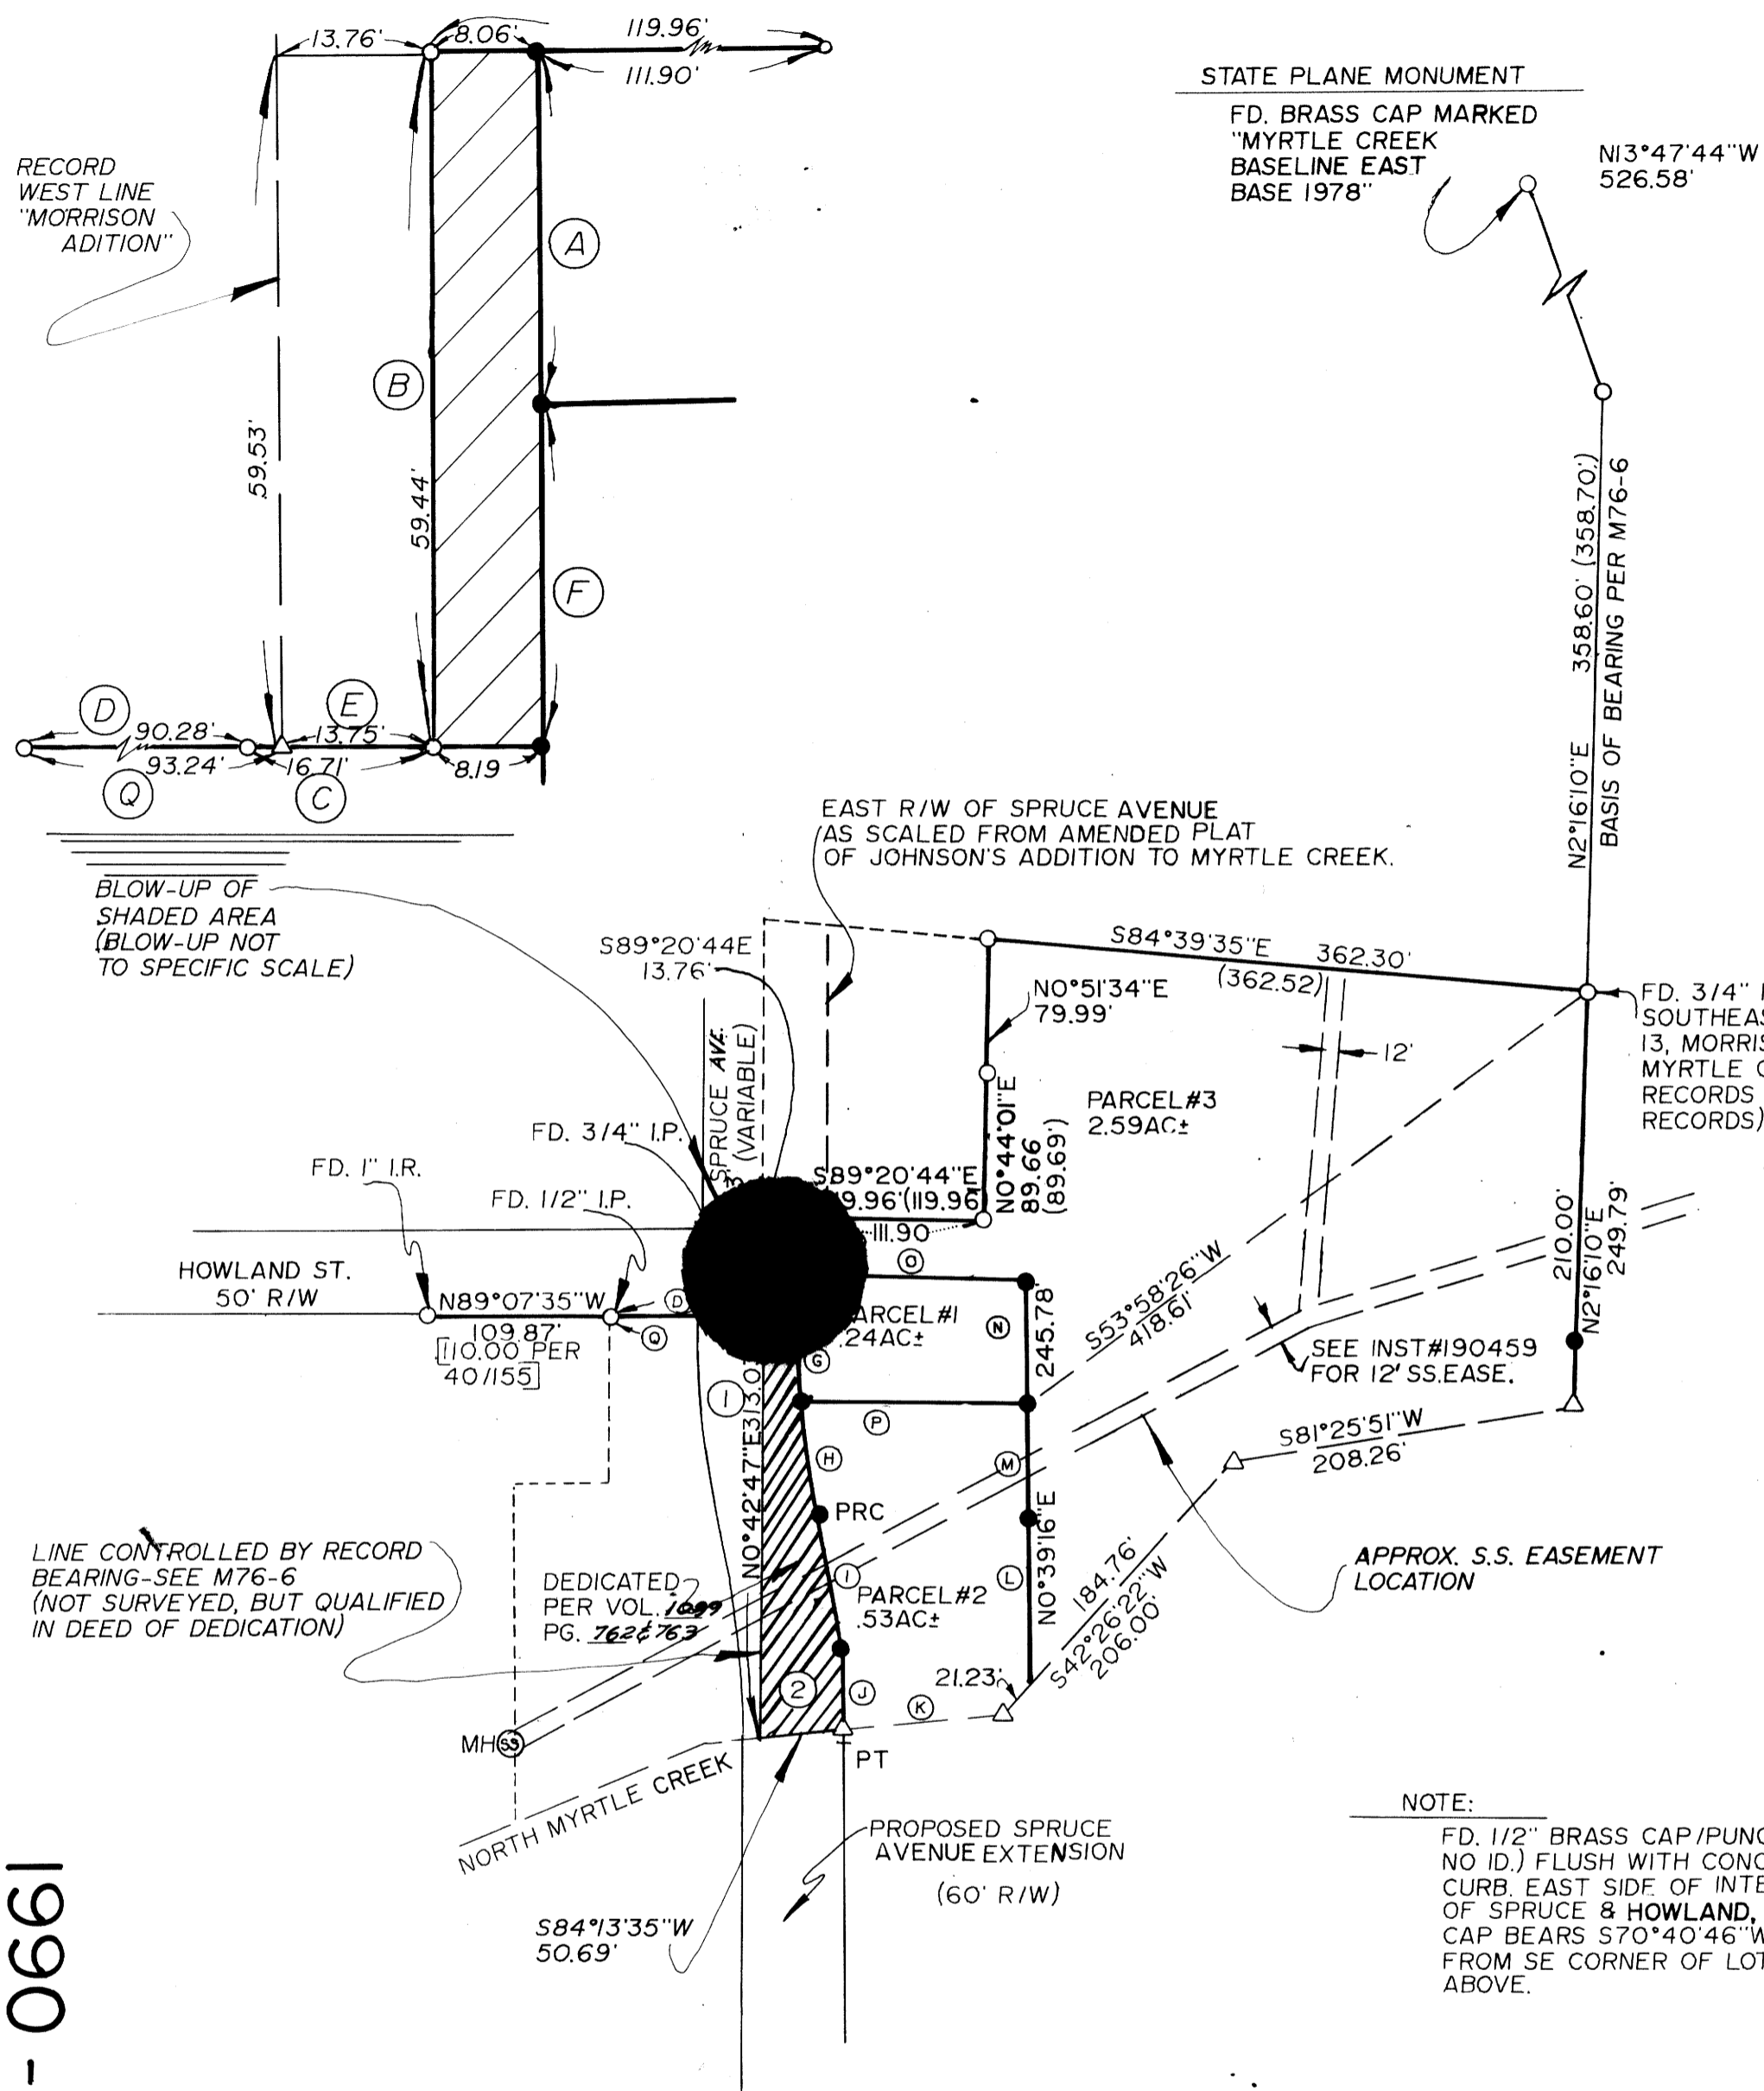 13.76'
8.06'
119.96'
111.90'
RECORD
WEST LINE
"MORRISON
ADITION"
A
B
59.53'
59.44'
F
D
90.28'
E
13.75'
93.24'
16.71'
8.19
Q
C
STATE PLANE MONUMENT
FD. BRASS CAP MARKED
"MYRTLE CREEK
BASELINE EAST
BASE 1978"
N13°47'44"W
526.58'
N2°16'10"E 358.60' (358.70')
BASIS OF BEARING PER M76-6
BLOW-UP OF
SHADED AREA
(BLOW-UP NOT
TO SPECIFIC SCALE)
EAST R/W OF SPRUCE AVENUE
AS SCALED FROM AMENDED PLAT
OF JOHNSON'S ADDITION TO MYRTLE CREEK.
S89°20'44E
13.76'
S84°39'35"E 362.30'
(362.52)
N0°51'34"E
79.99'
12'
FD. 3/4"
SOUTHEAS
13, MORRIS
MYRTLE C
RECORDS
RECORDS)
SPRUCE AVE.
(VARIABLE)
PARCEL#3
2.59AC±
N0°44'01"E
89.66
(89.69')
FD. 3/4" I.P.
FD. 1" I.R.
FD. 1/2" I.P.
S89°20'44"E
9.96'(119.96')
111.90
O
HOWLAND ST.
50' R/W
N89°07'35"W
109.87'
[110.00 PER
40/155]
D
Q
ARCEL#1
.24AC±
G
N
245.78'
S53°58'26"W
418.61'
210.00'
N2°16'10"E
249.79'
SEE INST#190459
FOR 12' SS.EASE.
1
N0°42'47"E313.0
P
H
M
S81°25'51"W
208.26'
PRC
N0°39'16"E
LINE CONTROLLED BY RECORD
BEARING-SEE M76-6
(NOT SURVEYED, BUT QUALIFIED
IN DEED OF DEDICATION)
DEDICATED
PER VOL. 1099
PG. 762&763
I
PARCEL#2
.53AC±
L
184.76'
S42°26'22"W
206.00'
APPROX. S.S. EASEMENT
LOCATION
2
J
K
21.23'
MH SS
PT
NORTH MYRTLE CREEK
PROPOSED SPRUCE
AVENUE EXTENSION
(60' R/W)
S84°13'35"W
50.69'
NOTE:
FD. 1/2" BRASS CAP/PUNC
NO ID.) FLUSH WITH CONC
CURB. EAST SIDE OF INTE
OF SPRUCE & HOWLAND,
CAP BEARS S70°40'46"W
FROM SE CORNER OF LOT
ABOVE.
- 0661